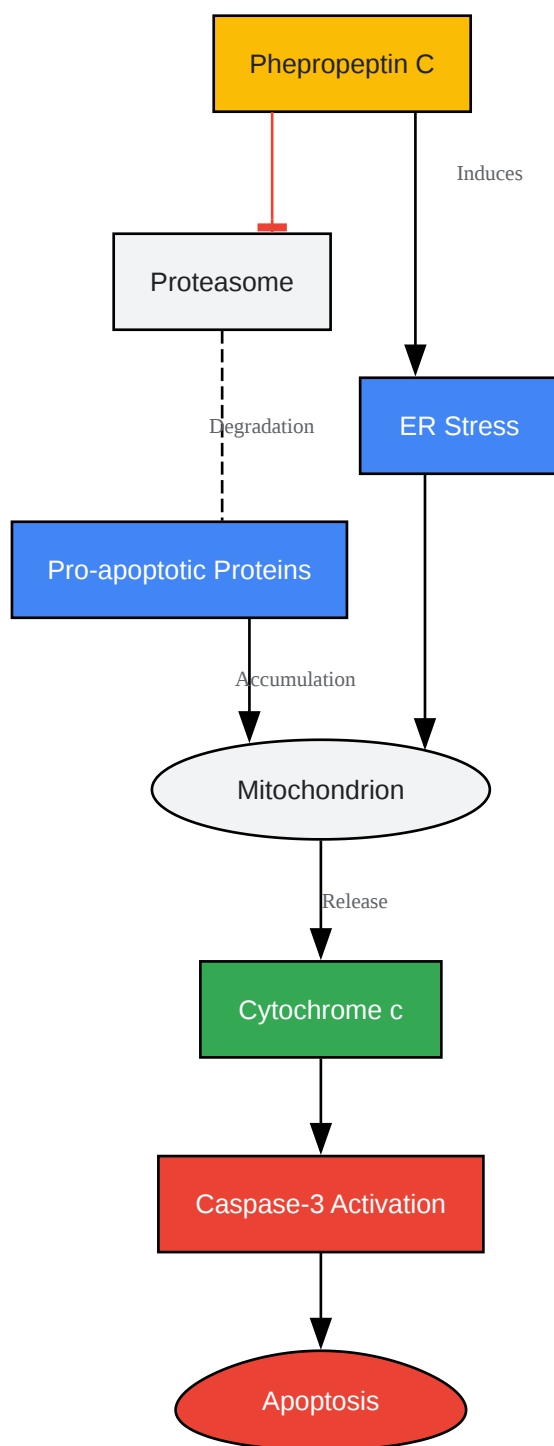 Phepropeptin C
Induces
Proteasome
Degradation
ER Stress
Pro-apoptotic Proteins
Accumulation
Mitochondrion
Release
Cytochrome c
Caspase-3 Activation
Apoptosis